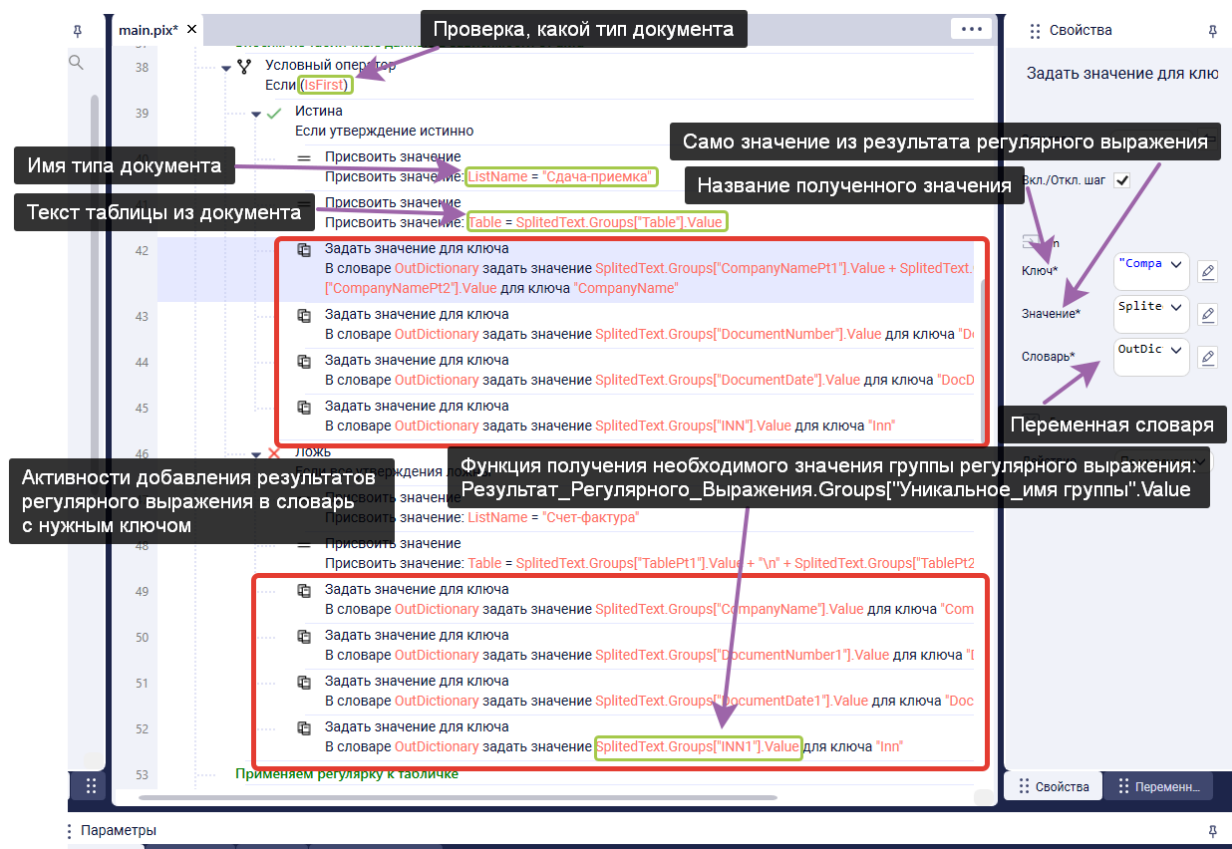 main.pix* ×
Проверка, какой тип документа
Свойства
38
Условный оператор
Если (IsFirst)
Задать значение для клю
39
Истина
Если утверждение истинно
Присвоить значение
Само значение из результата регулярного выражения
Имя типа документа
Присвоить значение: ListName = "Сдача-приемка"
Название полученного значения
Вкл./Откл. шаг
Присвоить значение
Текст таблицы из документа
Присвоить значение: Table = SplitedText.Groups["Table"].Value
42
Задать значение для ключа
В словаре OutDictionary задать значение SplitedText.Groups["CompanyNamePt1"].Value + SplitedText.
["CompanyNamePt2"].Value для ключа "CompanyName"
Ключ*
"Compa
43
Задать значение для ключа
В словаре OutDictionary задать значение SplitedText.Groups["DocumentNumber"].Value для ключа "Do
Значение*
Splite
44
Задать значение для ключа
В словаре OutDictionary задать значение SplitedText.Groups["DocumentDate"].Value для ключа "DocD
Словарь*
OutDic
45
Задать значение для ключа
В словаре OutDictionary задать значение SplitedText.Groups["INN"].Value для ключа "Inn"
Переменная словаря
46
Ложь
Активности добавления результатов
регулярного выражения в словарь
с нужным ключом
Функция получения необходимого значения группы регулярного выражения:
Результат_Регулярного_Выражения.Groups["Уникальное_имя группы".Value
Присвоить значение: ListName = "Счет-фактура"
48
Присвоить значение
Присвоить значение: Table = SplitedText.Groups["TablePt1"].Value + "\n" + SplitedText.Groups["TablePt2
49
Задать значение для ключа
В словаре OutDictionary задать значение SplitedText.Groups["CompanyName"].Value для ключа "Com
50
Задать значение для ключа
В словаре OutDictionary задать значение SplitedText.Groups["DocumentNumber1"].Value для ключа "D
51
Задать значение для ключа
В словаре OutDictionary задать значение SplitedText.Groups["DocumentDate1"].Value для ключа "Doc
52
Задать значение для ключа
В словаре OutDictionary задать значение SplitedText.Groups["INN1"].Value для ключа "Inn"
53
Применяем регулярку к табличке
Свойства
Переменн...
Параметры